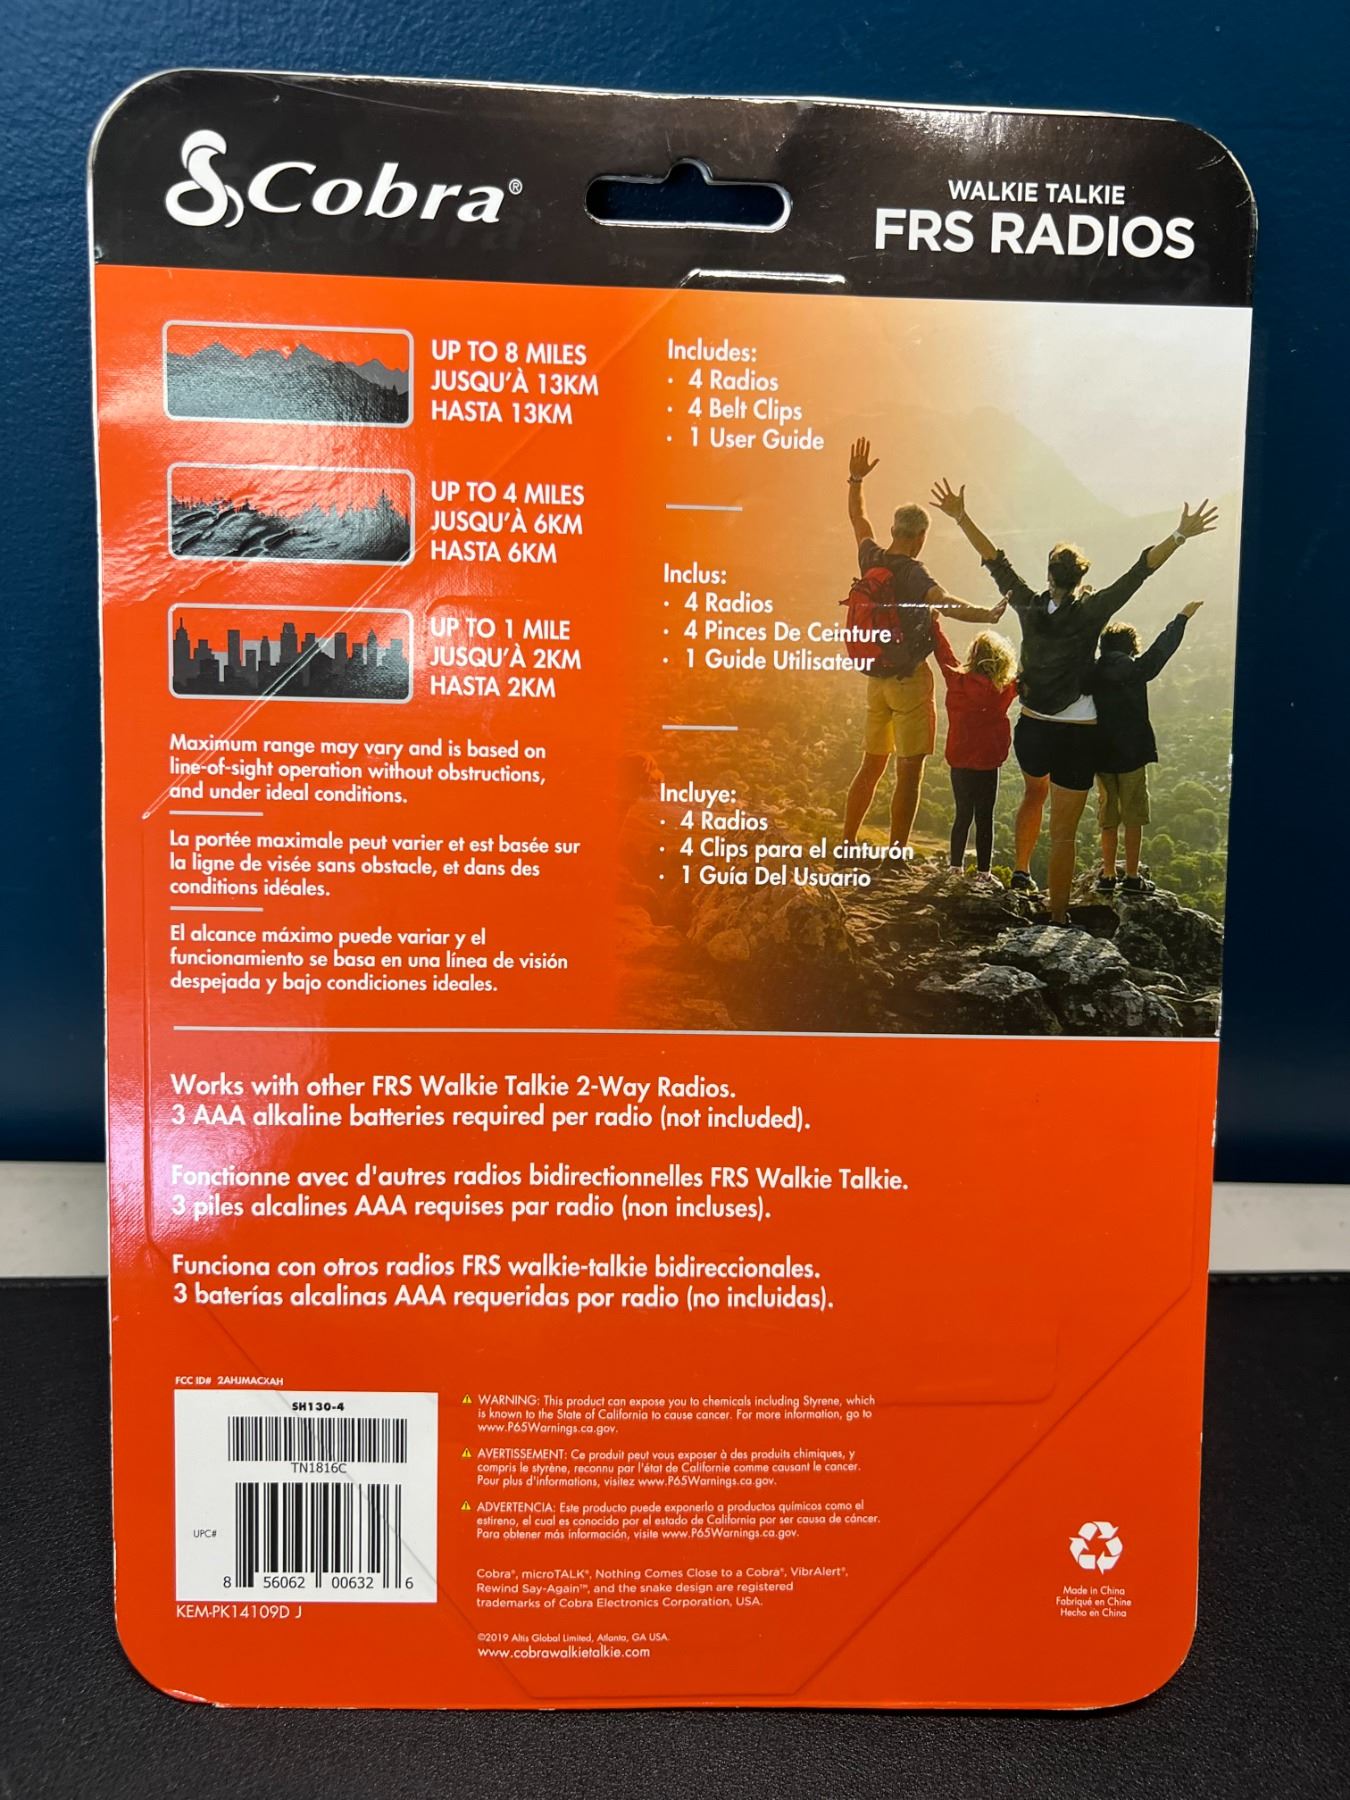 Cobra®
WALKIE TALKIE
FRS RADIOS
UP TO 8 MILES
JUSQU'À 13KM
HASTA 13KM
UP TO 4 MILES
JUSQU'À 6KM
HASTA 6KM
UP TO 1 MILE
JUSQU'À 2KM
HASTA 2KM
Maximum range may vary and is based on
line-of-sight operation without obstructions,
and under ideal conditions.
La portée maximale peut varier et est basée sur
la ligne de visée sans obstacle, et dans des
conditions idéales.
El alcance máximo puede variar y el
funcionamiento se basa en una línea de visión
despejada y bajo condiciones ideales.
Includes:
• 4 Radios
• 4 Belt Clips
• 1 User Guide
Inclus:
• 4 Radios
• 4 Pinces De Ceinture
• 1 Guide Utilisateur
Incluye:
• 4 Radios
• 4 Clips para el cinturón
• 1 Guía Del Usuario
Works with other FRS Walkie Talkie 2-Way Radios.
3 AAA alkaline batteries required per radio (not included).
Fonctionne avec d'autres radios bidirectionnelles FRS Walkie Talkie.
3 piles alcalines AAA requises par radio (non incluses).
Funciona con otros radios FRS walkie-talkie bidireccionales.
3 baterías alcalinas AAA requeridas por radio (no incluidas).
FCC ID# 2AHJMACXAH
SH130-4
TN1816C
UPC#
8 56062 00632 6
KEM-PK14109D J
WARNING: This product can expose you to chemicals including Styrene, which
is known to the State of California to cause cancer. For more information, go to
www.P65Warnings.ca.gov.
AVERTISSEMENT: Ce produit peut vous exposer à des produits chimiques, y
compris le styrène, reconnu par l'état de Californie comme causant le cancer.
Pour plus d'informations, visitez www.P65Warnings.ca.gov.
ADVERTENCIA: Este producto puede exponerlo a productos químicos como el
estireno, el cual es conocido por el estado de California por ser causa de cáncer.
Para obtener más información, visite www.P65Warnings.ca.gov.
Cobra®, microTALK®, Nothing Comes Close to a Cobra®, VibrAlert®,
Rewind Say-Again™, and the snake design are registered
trademarks of Cobra Electronics Corporation, USA.
©2019 Altis Global Limited, Atlanta, GA USA.
www.cobrawalkietalkie.com
Made in China
Fabriqué en Chine
Hecho en China